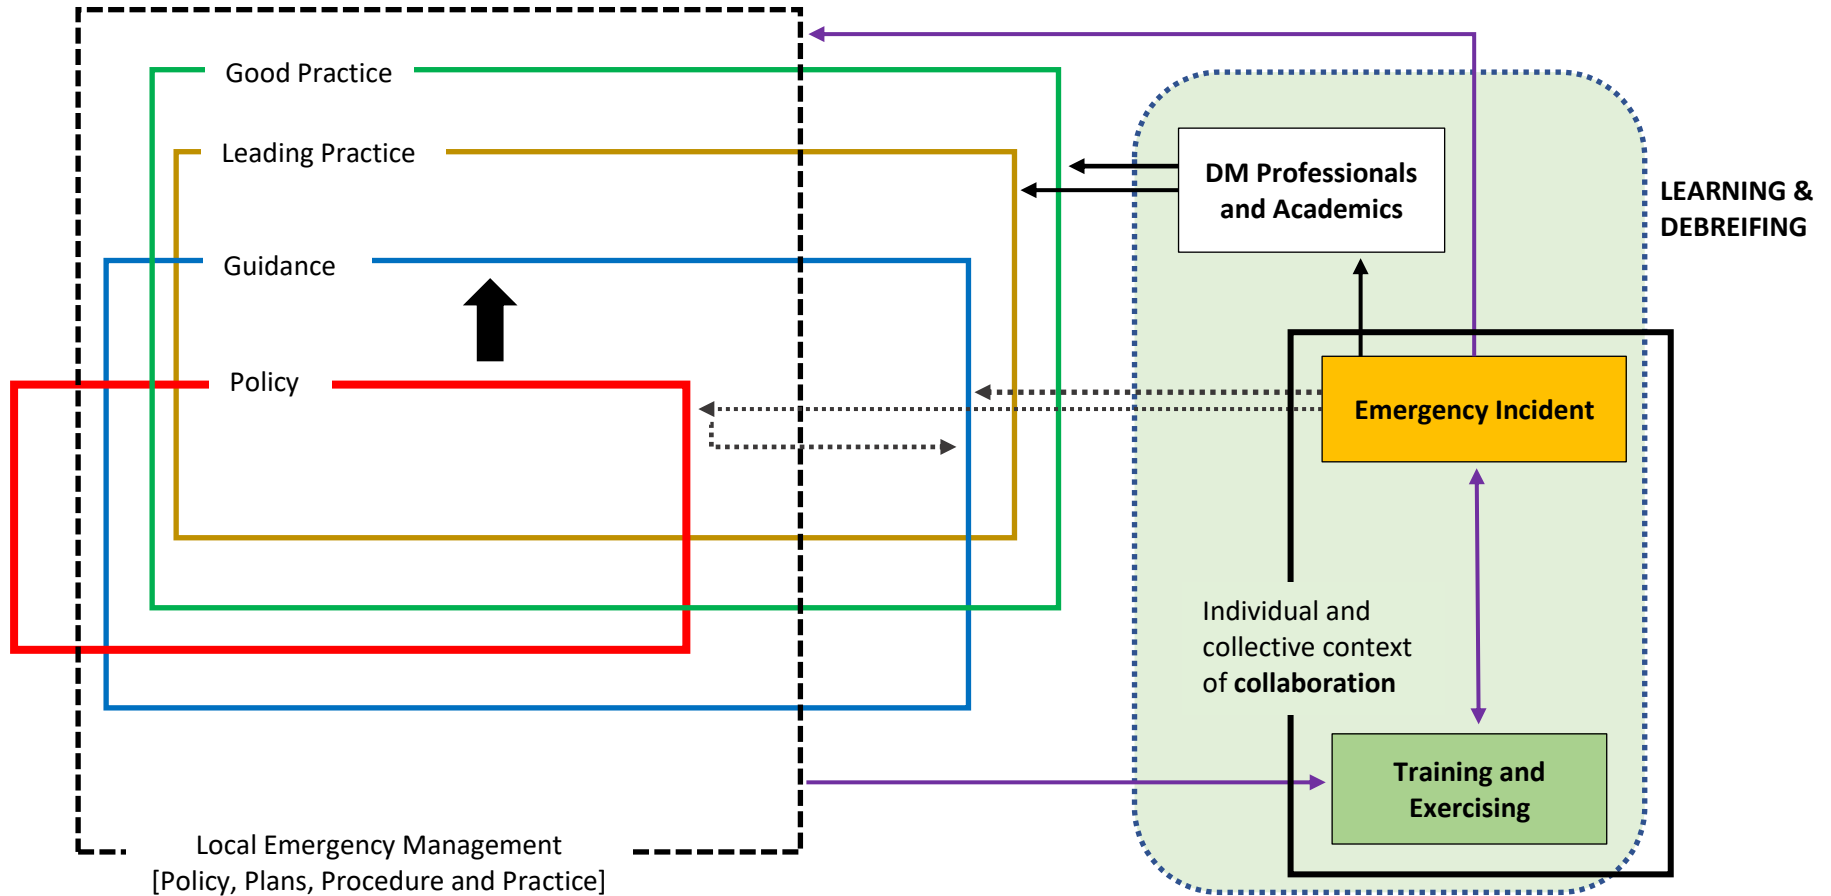 Good Practice
Leading Practice
Guidance
Policy
Local Emergency Management
[Policy, Plans, Procedure and Practice]
DM Professionals
and Academics
LEARNING &
DEBREIFING
Emergency Incident
Individual and
collective context
of collaboration
Training and
Exercising